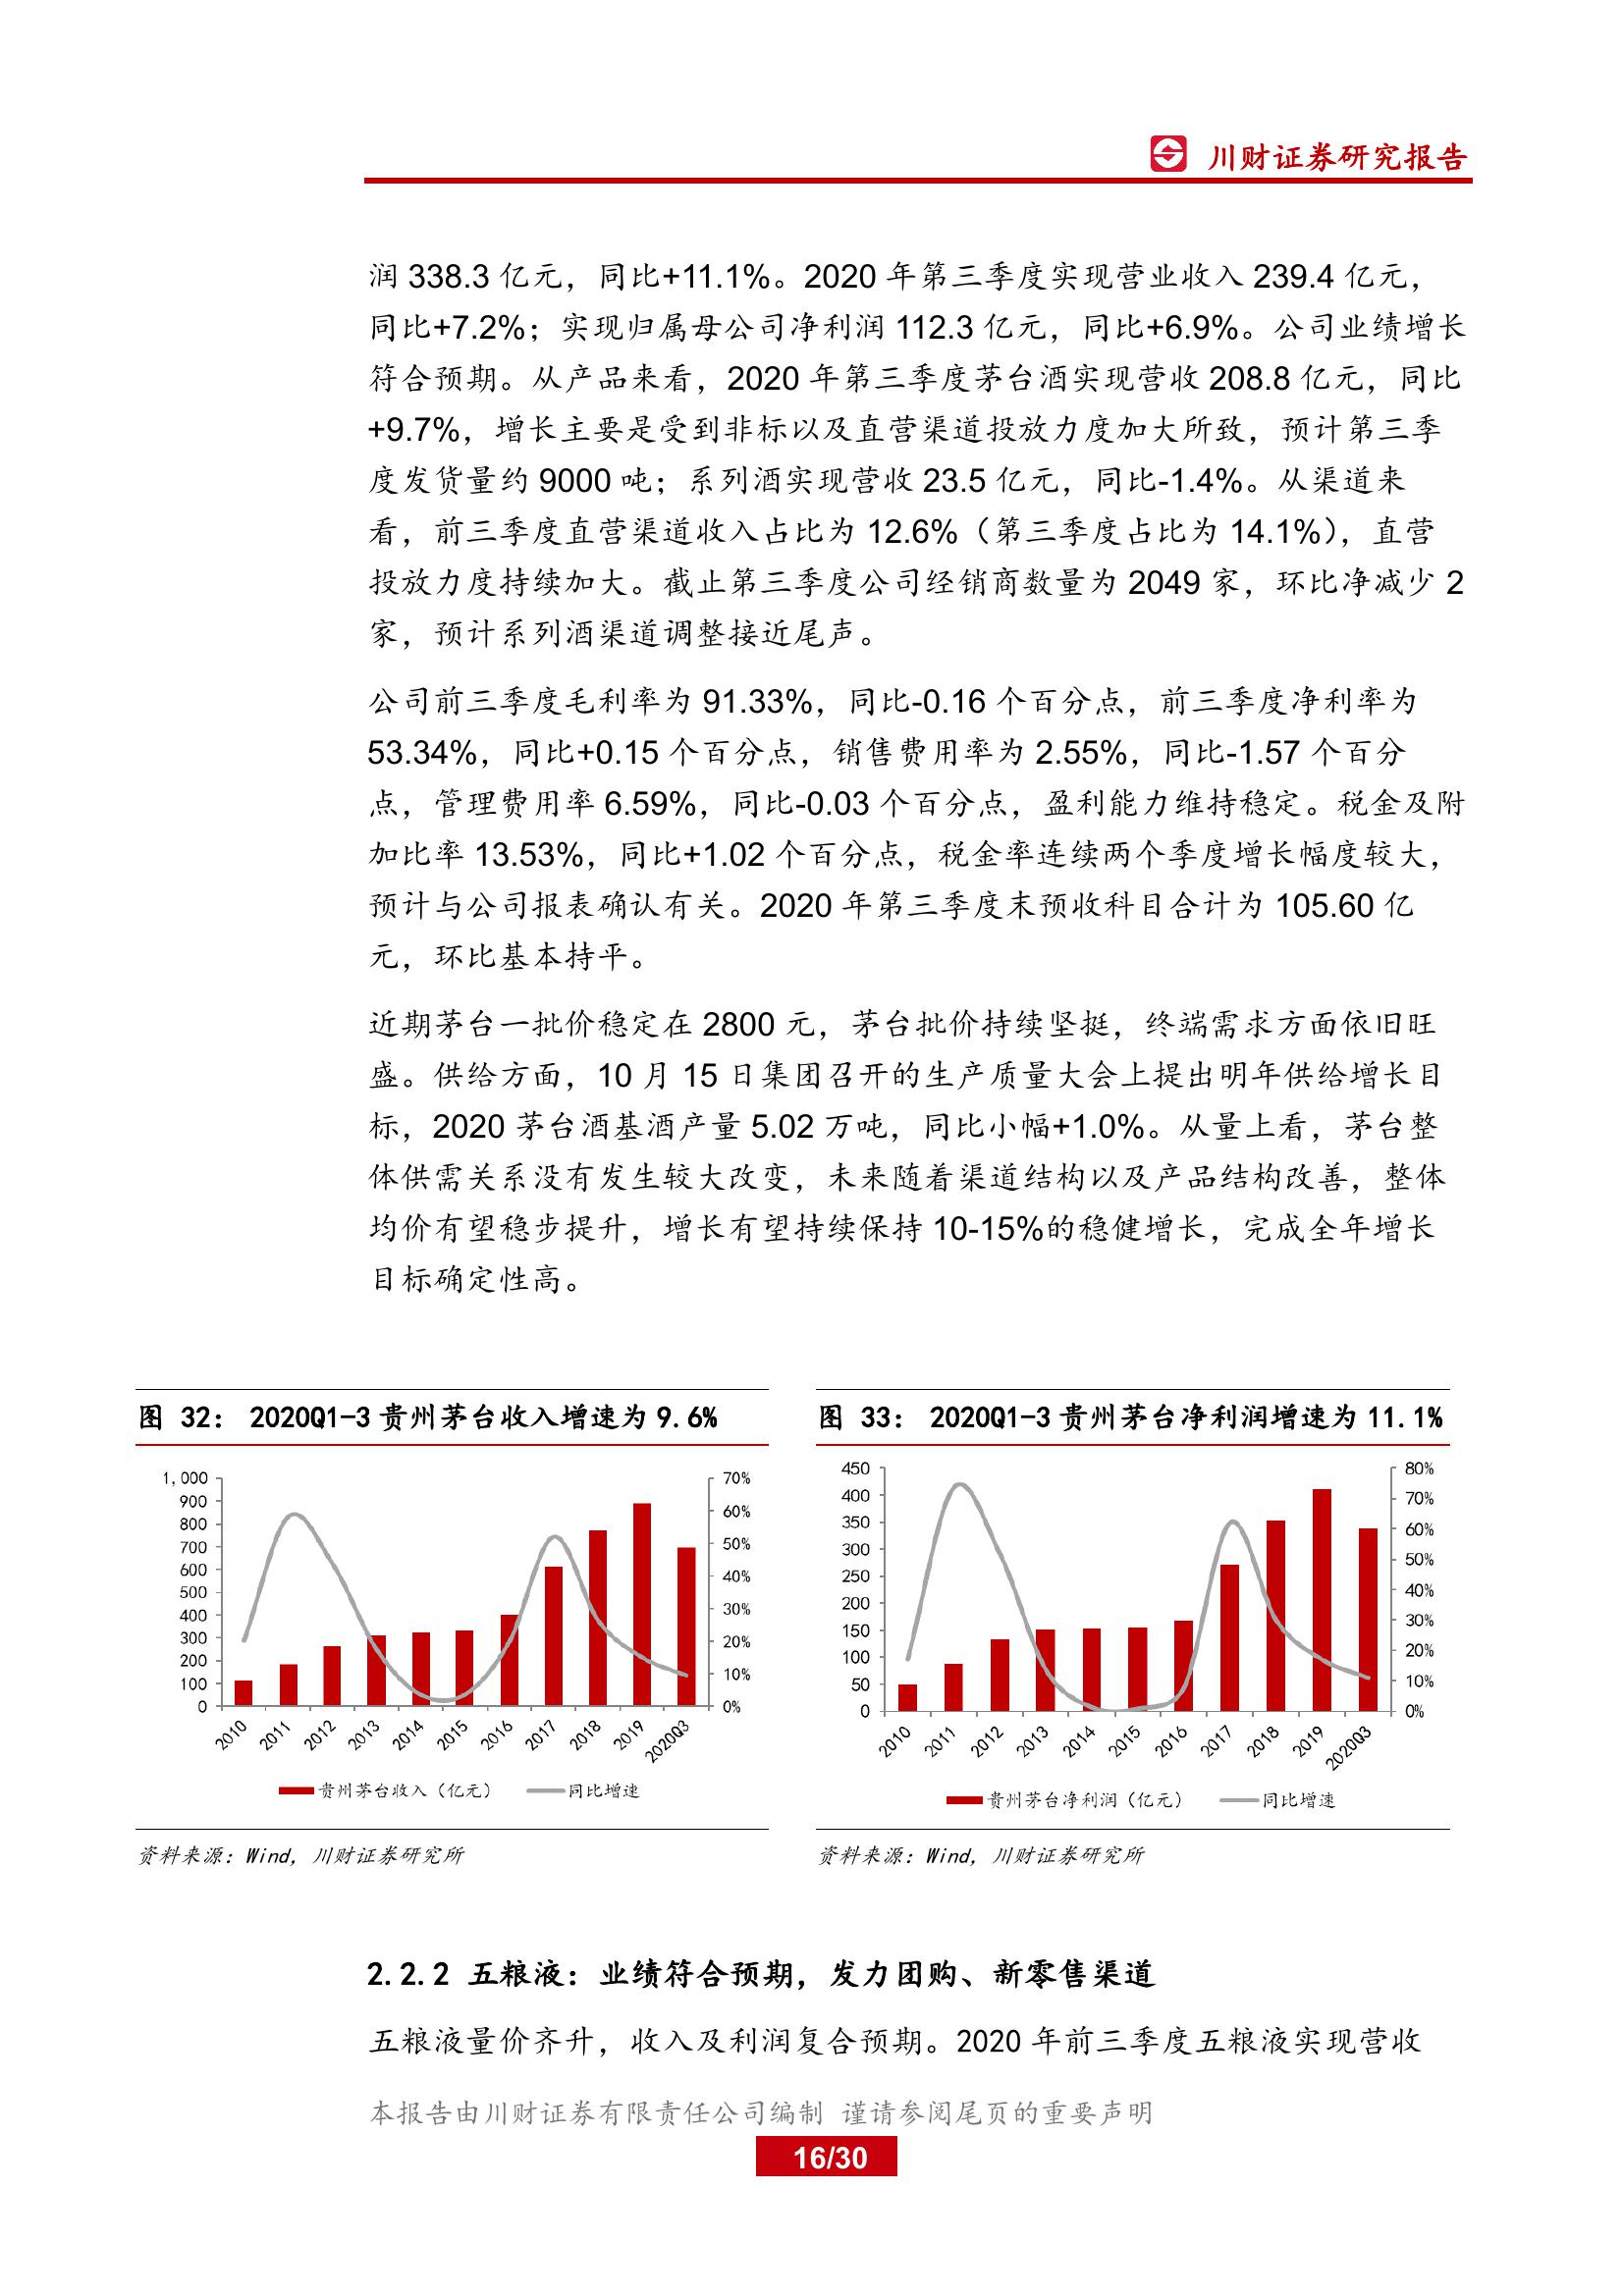 川财证券研究报告
润 338.3 亿元，同比+11.1%。2020 年第三季度实现营业收入 239.4 亿元，
同比+7.2%；实现归属母公司净利润 112.3 亿元，同比+6.9%。公司业绩增长
符合预期。从产品来看，2020 年第三季度茅台酒实现营收 208.8 亿元，同比
+9.7%，增长主要是受到非标以及直营渠道投放力度加大所致，预计第三季
度发货量约 9000 吨；系列酒实现营收 23.5 亿元，同比-1.4%。从渠道来
看，前三季度直营渠道收入占比为 12.6%（第三季度占比为 14.1%），直营
投放力度持续加大。截止第三季度公司经销商数量为 2049 家，环比净减少 2
家，预计系列酒渠道调整接近尾声。
公司前三季度毛利率为 91.33%，同比-0.16 个百分点，前三季度净利率为
53.34%，同比+0.15 个百分点，销售费用率为 2.55%，同比-1.57 个百分
点，管理费用率 6.59%，同比-0.03 个百分点，盈利能力维持稳定。税金及附
加比率 13.53%，同比+1.02 个百分点，税金率连续两个季度增长幅度较大，
预计与公司报表确认有关。2020 年第三季度末预收科目合计为 105.60 亿
元，环比基本持平。
近期茅台一批价稳定在 2800 元，茅台批价持续坚挺，终端需求方面依旧旺
盛。供给方面，10 月 15 日集团召开的生产质量大会上提出明年供给增长目
标，2020 茅台酒基酒产量 5.02 万吨，同比小幅+1.0%。从量上看，茅台整
体供需关系没有发生较大改变，未来随着渠道结构以及产品结构改善，整体
均价有望稳步提升，增长有望持续保持 10-15%的稳健增长，完成全年增长
目标确定性高。
图 32： 2020Q1-3 贵州茅台收入增速为 9.6%
1,000
900
800
700
600
500
400
300
200
100
0
70%
60%
50%
40%
30%
20%
10%
0%
2010
2011
2012
2013
2014
2015
2016
2017
2018
2019
2020Q3
贵州茅台收入（亿元）
同比增速
资料来源：Wind，川财证券研究所
图 33： 2020Q1-3 贵州茅台净利润增速为 11.1%
450
400
350
300
250
200
150
100
50
0
80%
70%
60%
50%
40%
30%
20%
10%
0%
2010
2011
2012
2013
2014
2015
2016
2017
2018
2019
2020Q3
贵州茅台净利润（亿元）
同比增速
资料来源：Wind，川财证券研究所
2.2.2 五粮液：业绩符合预期，发力团购、新零售渠道
五粮液量价齐升，收入及利润复合预期。2020 年前三季度五粮液实现营收
本报告由川财证券有限责任公司编制 谨请参阅尾页的重要声明
16/30